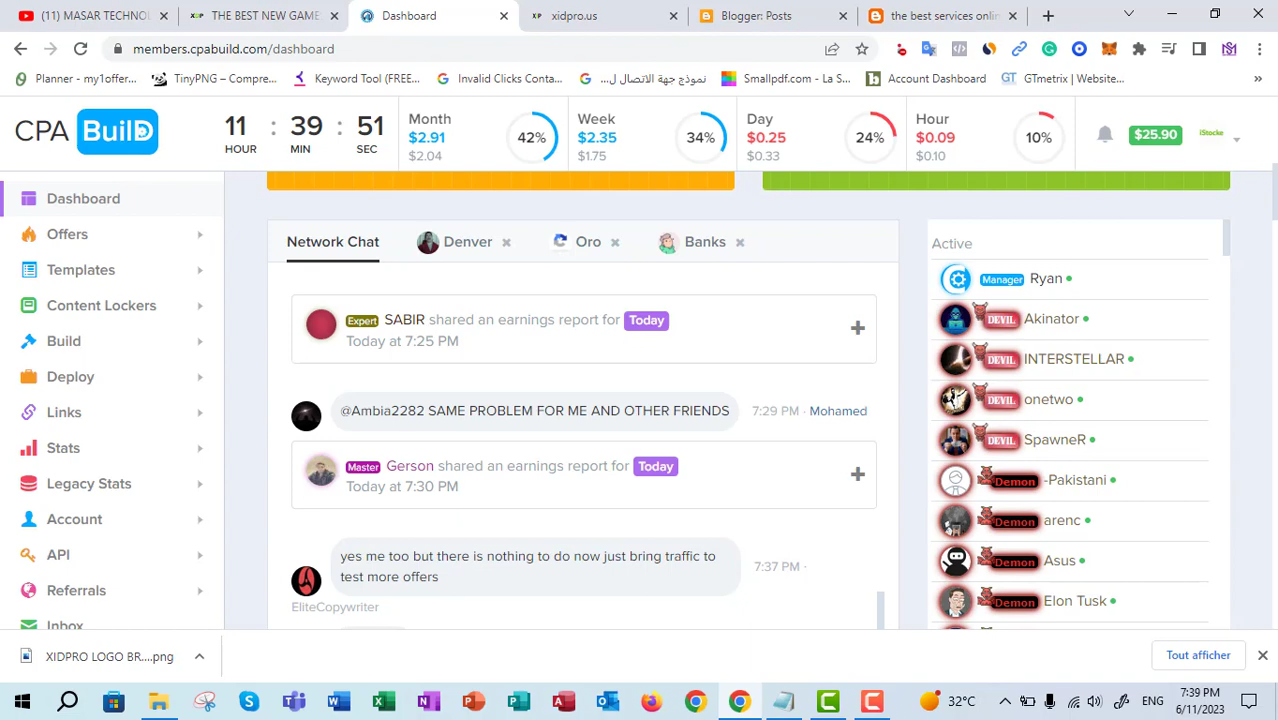 (11) MASAR TECHNOL
THE BEST NEW GAME
Dashboard
xidpro.us
Blogger: Posts
the best services onlin
members.cpabuild.com/dashboard
Planner - my1offer...
TinyPNG – Compre...
Keyword Tool (FREE...
Invalid Clicks Conta...
نموذج جهة الاتصال ل...
Smallpdf.com - La S...
Account Dashboard
GTmetrix | Website...
»
CPA BuilD
11 : 39 : 51
HOUR MIN SEC
Month
$2.91
$2.04
42%
Week
$2.35
$1.75
34%
Day
$0.25
$0.33
24%
Hour
$0.09
$0.10
10%
$25.90
iStocke
Dashboard
Offers
Templates
Content Lockers
Build
Deploy
Links
Stats
Legacy Stats
Account
API
Referrals
Inbox
Network Chat
Denver
Oro
Banks
Expert SABIR shared an earnings report for Today
Today at 7:25 PM
@Ambia2282 SAME PROBLEM FOR ME AND OTHER FRIENDS
7:29 PM · Mohamed
Master Gerson shared an earnings report for Today
Today at 7:30 PM
yes me too but there is nothing to do now just bring traffic to
test more offers
7:37 PM ·
EliteCopywriter
Active
Manager Ryan
DEVIL Akinator
DEVIL INTERSTELLAR
DEVIL onetwo
DEVIL SpawneR
Demon -Pakistani
Demon arenc
Demon Asus
Demon Elon Tusk
XIDPRO LOGO BR....png
Tout afficher
32°C
ENG
7:39 PM
6/11/2023